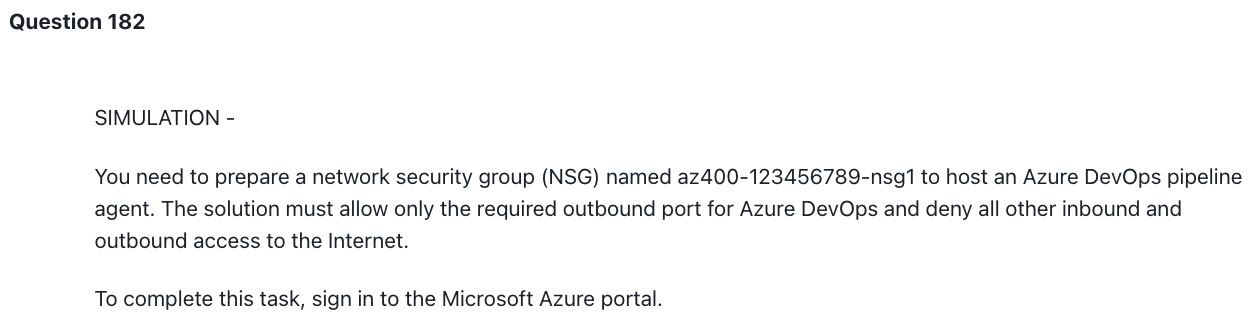 Question 182
SIMULATION -
You need to prepare a network security group (NSG) named az400-123456789-nsg1 to host an Azure DevOps pipeline
agent. The solution must allow only the required outbound port for Azure DevOps and deny all other inbound and
outbound access to the Internet.
To complete this task, sign in to the Microsoft Azure portal.